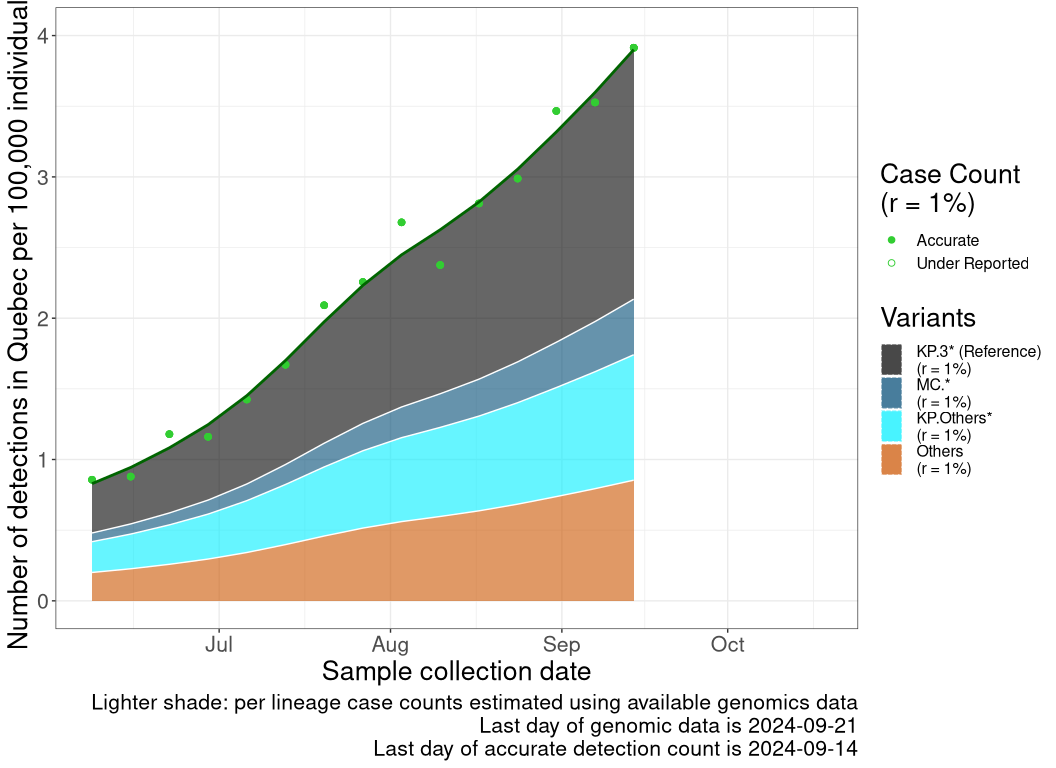 Number of detections in Quebec per 100,000 individual
4
3
2
1
0
Jul
Aug
Sep
Oct
Sample collection date
Lighter shade: per lineage case counts estimated using available genomics data
Last day of genomic data is 2024-09-21
Last day of accurate detection count is 2024-09-14
Case Count
(r = 1%)
Accurate
Under Reported
Variants
KP.3* (Reference)
(r = 1%)
MC.*
(r = 1%)
KP.Others*
(r = 1%)
Others
(r = 1%)